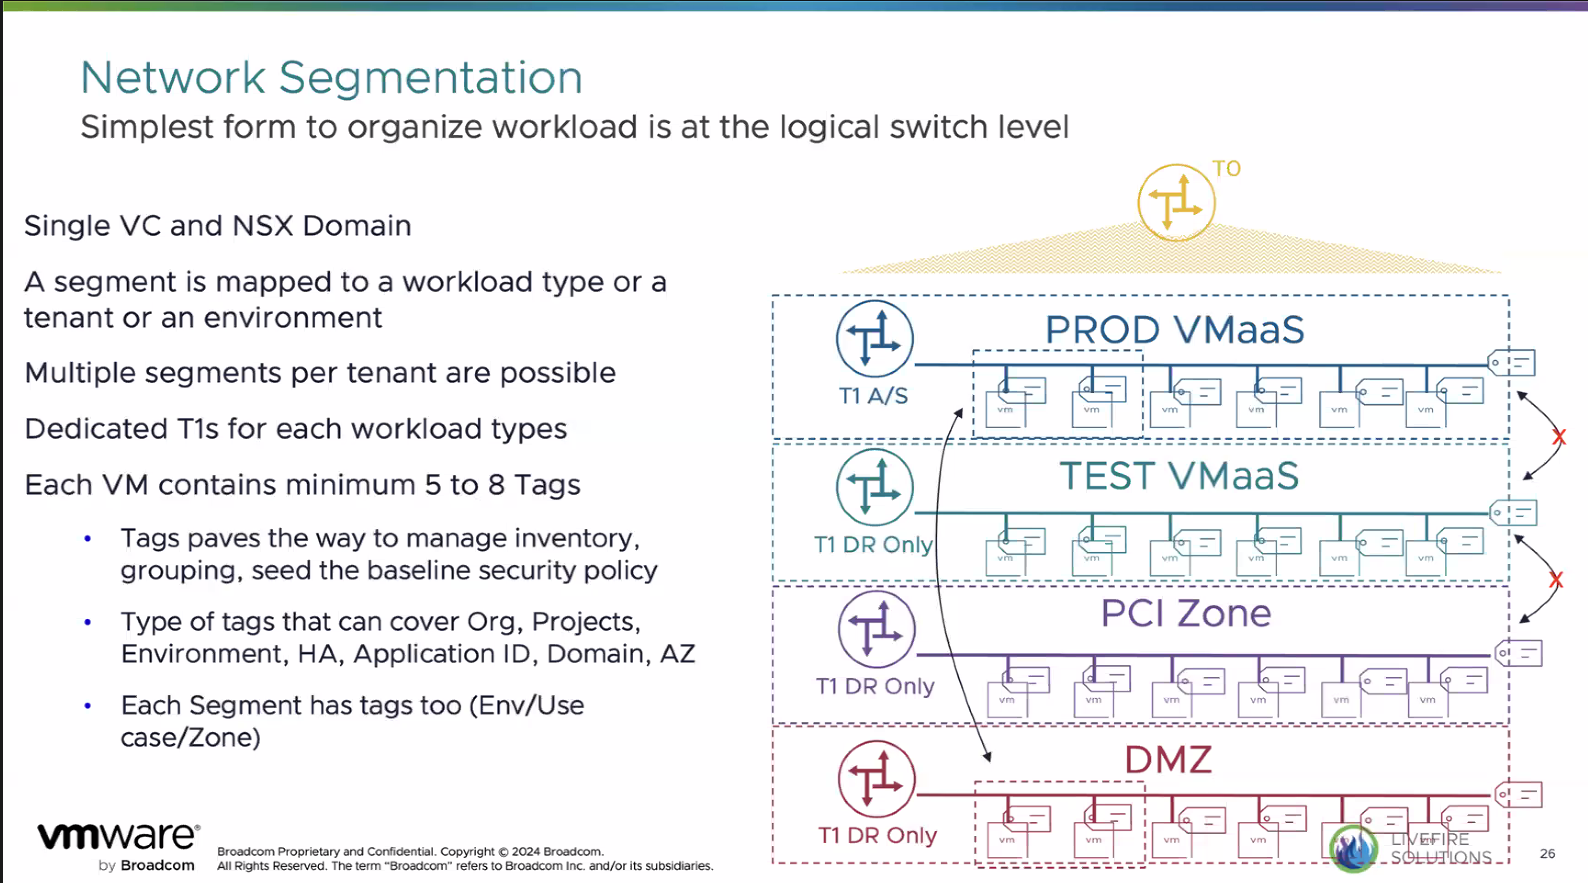 Network Segmentation
Simplest form to organize workload is at the logical switch level
Single VC and NSX Domain
A segment is mapped to a workload type or a
tenant or an environment
Multiple segments per tenant are possible
Dedicated T1s for each workload types
Each VM contains minimum 5 to 8 Tags
• Tags paves the way to manage inventory,
grouping, seed the baseline security policy
• Type of tags that can cover Org, Projects,
Environment, HA, Application ID, Domain, AZ
• Each Segment has tags too (Env/Use
case/Zone)
T0
PROD VMaaS
T1 A/S
vm vm vm vm vm vm
X
TEST VMaaS
T1 DR Only
vm vm vm vm vm vm
X
PCI Zone
T1 DR Only
vm vm vm vm vm vm
DMZ
T1 DR Only
vm vm vm vm vm vm
vmware®
by Broadcom
Broadcom Proprietary and Confidential. Copyright © 2024 Broadcom.
All Rights Reserved. The term “Broadcom” refers to Broadcom Inc. and/or its subsidiaries.
LIVEFIRE
SOLUTIONS
26